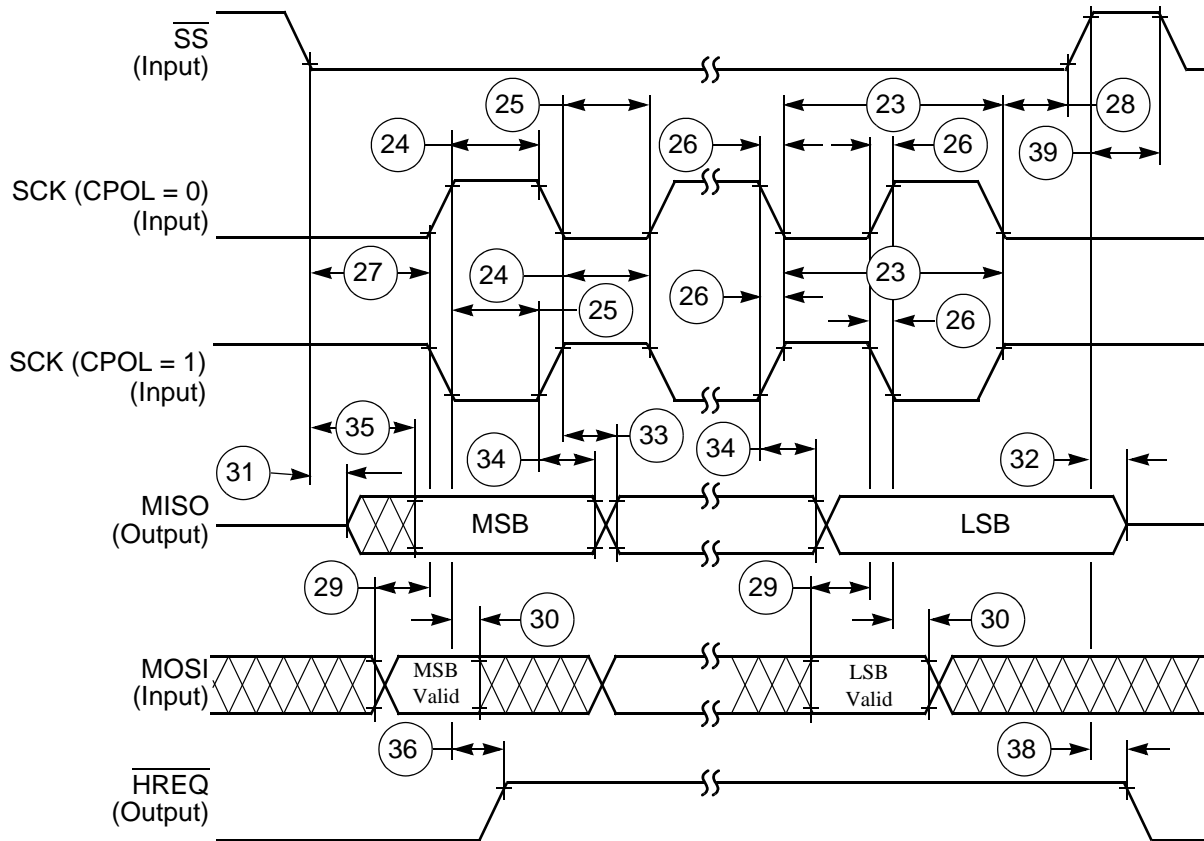 SS
(Input)
25
23
28
24
26
26
39
SCK (CPOL = 0)
(Input)
27
24
23
26
25
26
SCK (CPOL = 1)
(Input)
35
33
34
34
31
32
MISO
(Output)
MSB
LSB
29
29
30
30
MOSI
(Input)
MSB
Valid
LSB
Valid
36
38
HREQ
(Output)